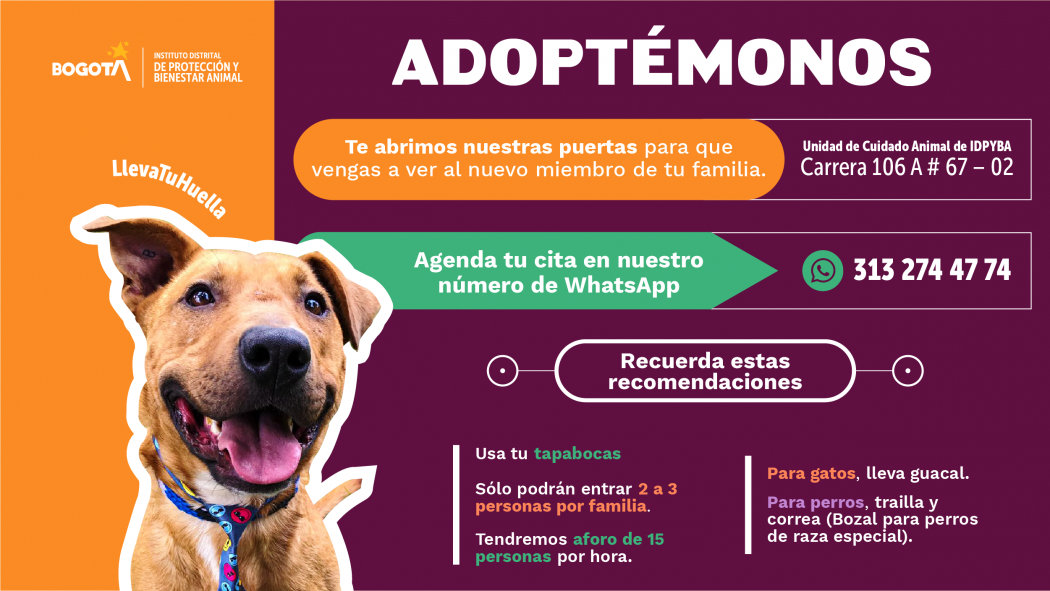 BOGOTÁ
INSTITUTO DISTRITAL
DE PROTECCIÓN Y
BIENESTAR ANIMAL
ADOPTÉMONOS
Te abrimos nuestras puertas para que
vengas a ver al nuevo miembro de tu familia.
Unidad de Cuidado Animal de IDPYBA
Carrera 106 A # 67 – 02
LlevaTuHuella
Agenda tu cita en nuestro
número de WhatsApp
313 274 47 74
Recuerda estas
recomendaciones
Usa tu tapabocas
Sólo podrán entrar 2 a 3
personas por familia.
Tendremos aforo de 15
personas por hora.
Para gatos, lleva guacal.
Para perros, trailla y
correa (Bozal para perros
de raza especial).